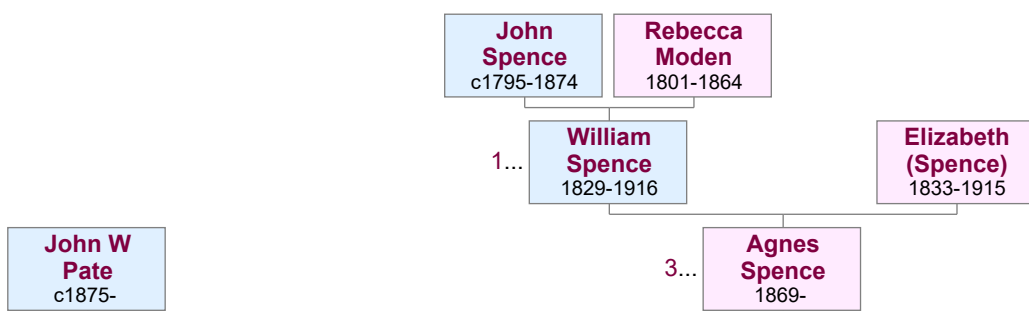 John
Spence
c1795-1874
Rebecca
Moden
1801-1864
1...
William
Spence
1829-1916
Elizabeth
(Spence)
1833-1915
John W
Pate
c1875-
3...
Agnes
Spence
1869-